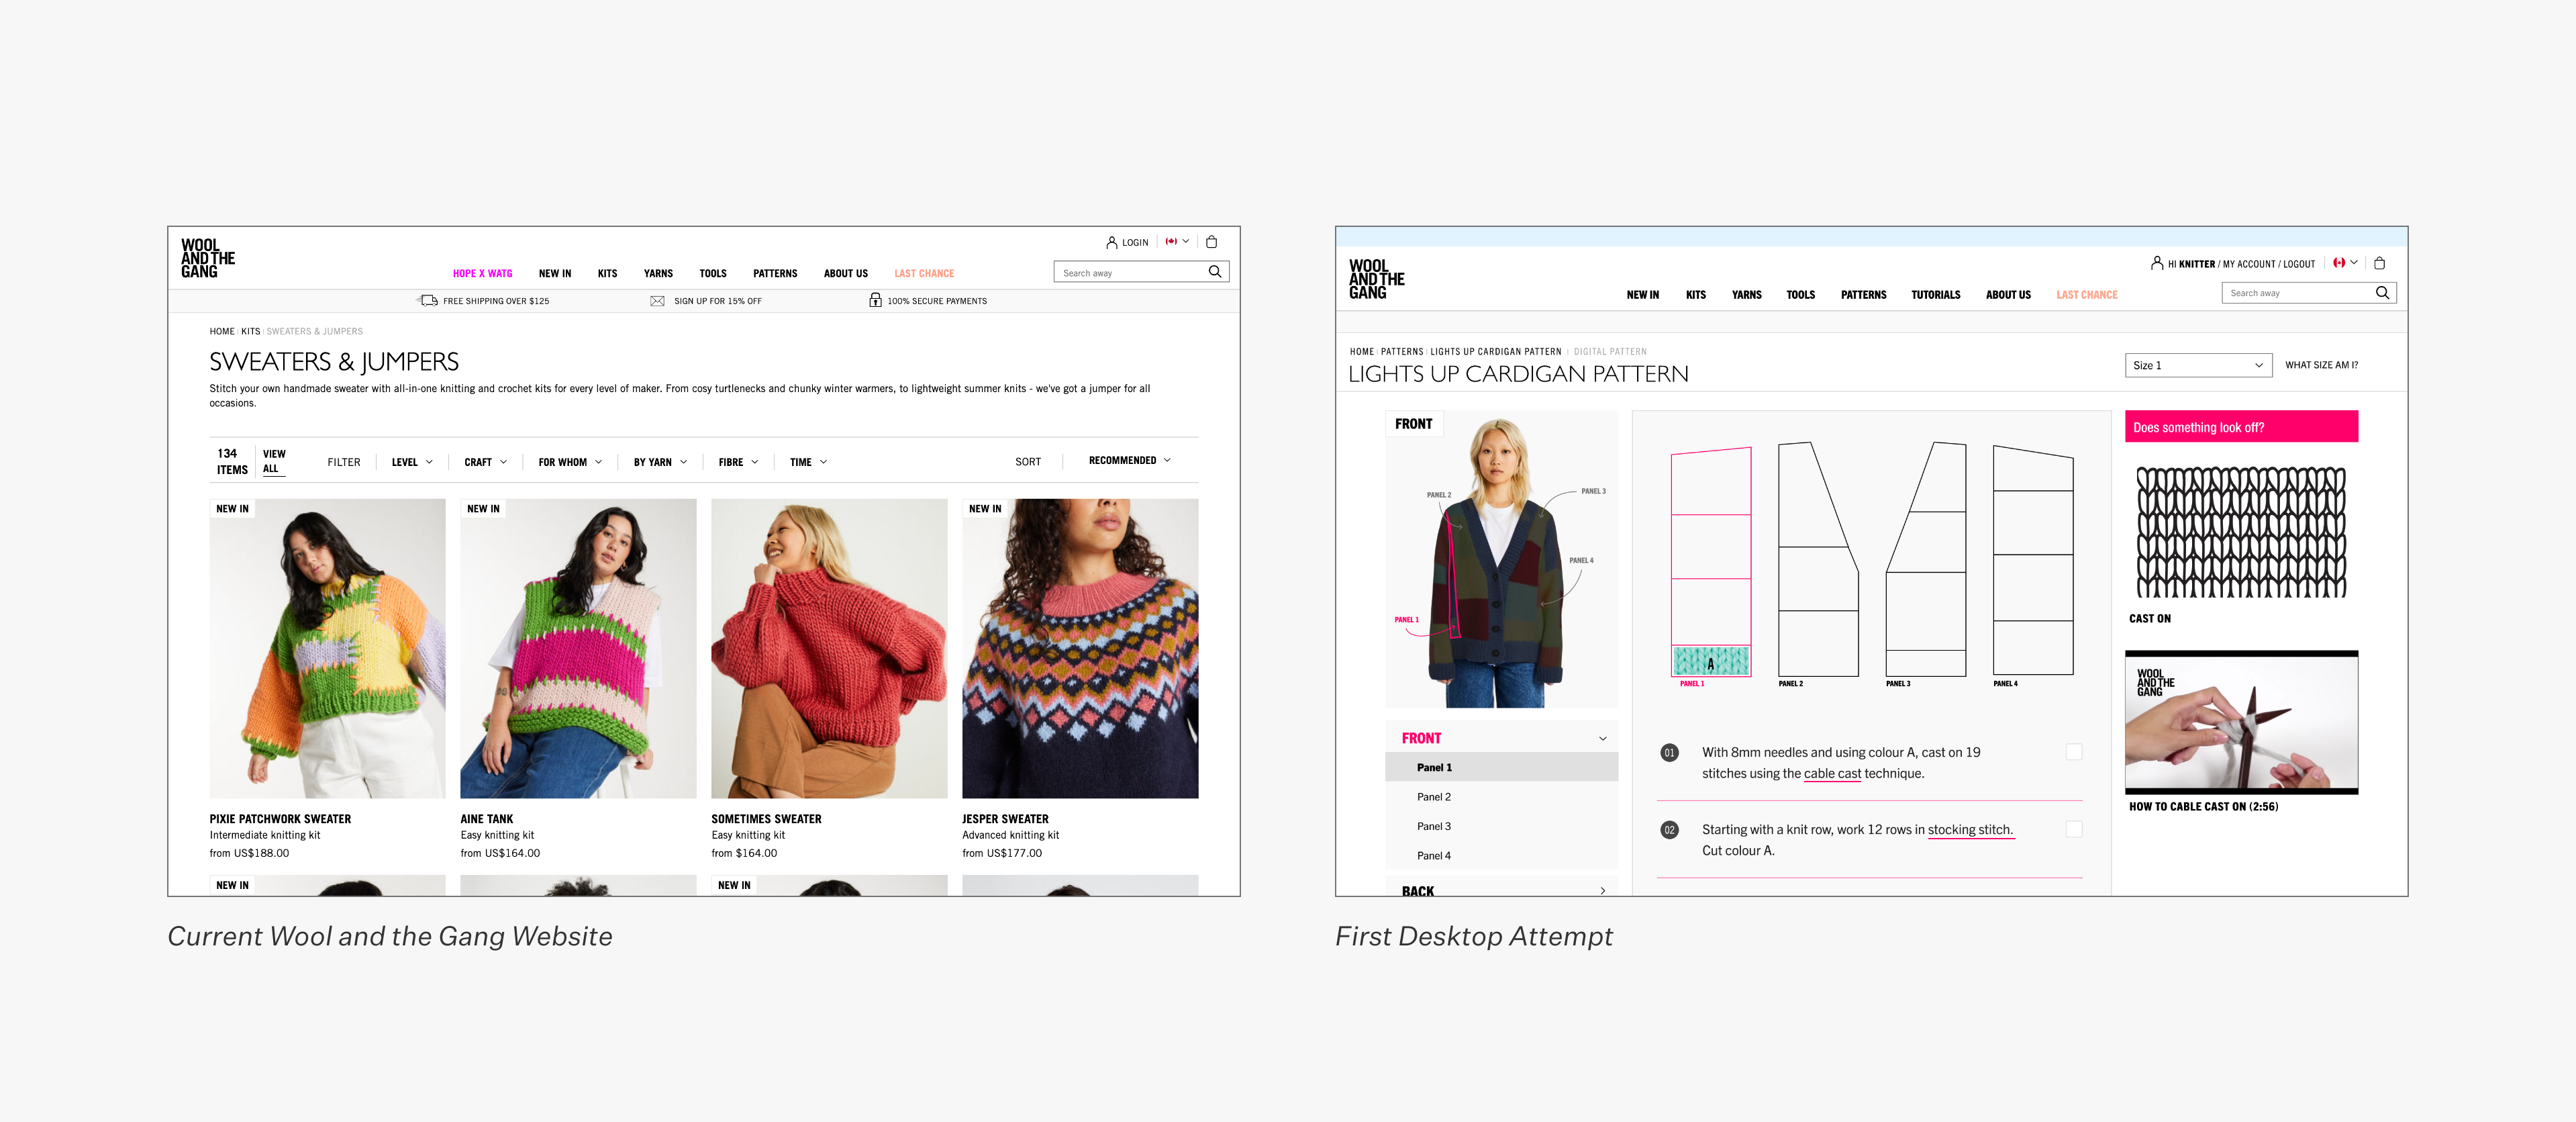 WOOL
AND THE
GANG
LOGIN
HOPE X WATG NEW IN KITS YARNS TOOLS PATTERNS ABOUT US LAST CHANCE
Search away
FREE SHIPPING OVER $125 SIGN UP FOR 15% OFF 100% SECURE PAYMENTS
HOME KITS SWEATERS & JUMPERS
SWEATERS & JUMPERS
Stitch your own handmade sweater with all-in-one knitting and crochet kits for every level of maker. From cosy turtlenecks and chunky winter warmers, to lightweight summer knits - we've got a jumper for all
occasions.
134
ITEMS
VIEW
ALL
FILTER LEVEL CRAFT FOR WHOM BY YARN FIBRE TIME SORT RECOMMENDED
NEW IN
NEW IN
NEW IN
PIXIE PATCHWORK SWEATER
Intermediate knitting kit
from US$188.00
AINE TANK
Easy knitting kit
from US$164.00
SOMETIMES SWEATER
Easy knitting kit
from $164.00
JESPER SWEATER
Advanced knitting kit
from US$177.00
NEW IN
NEW IN
Current Wool and the Gang Website
WOOL
AND THE
GANG
HI KNITTER / MY ACCOUNT / LOGOUT
NEW IN KITS YARNS TOOLS PATTERNS TUTORIALS ABOUT US LAST CHANCE
Search away
HOME PATTERNS LIGHTS UP CARDIGAN PATTERN DIGITAL PATTERN
LIGHTS UP CARDIGAN PATTERN
Size 1
WHAT SIZE AM I?
FRONT
PANEL 2
PANEL 3
PANEL 4
PANEL 1
FRONT
Panel 1
Panel 2
Panel 3
Panel 4
BACK
A
PANEL 1 PANEL 2 PANEL 3 PANEL 4
01 With 8mm needles and using colour A, cast on 19
stitches using the cable cast technique.
02 Starting with a knit row, work 12 rows in stocking stitch.
Cut colour A.
Does something look off?
CAST ON
WOOL
AND THE
GANG
HOW TO CABLE CAST ON (2:56)
First Desktop Attempt